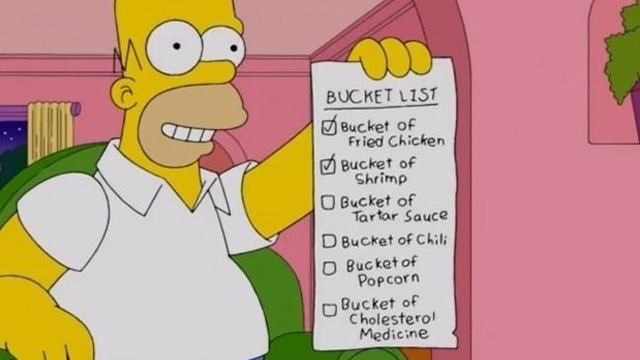 BUCKET LIST
Bucket of
Fried Chicken
Bucket of
Shrimp
Bucket of
Tartar Sauce
Bucket of Chili
Bucket of
Popcorn
Bucket of
Cholesterol
Medicine